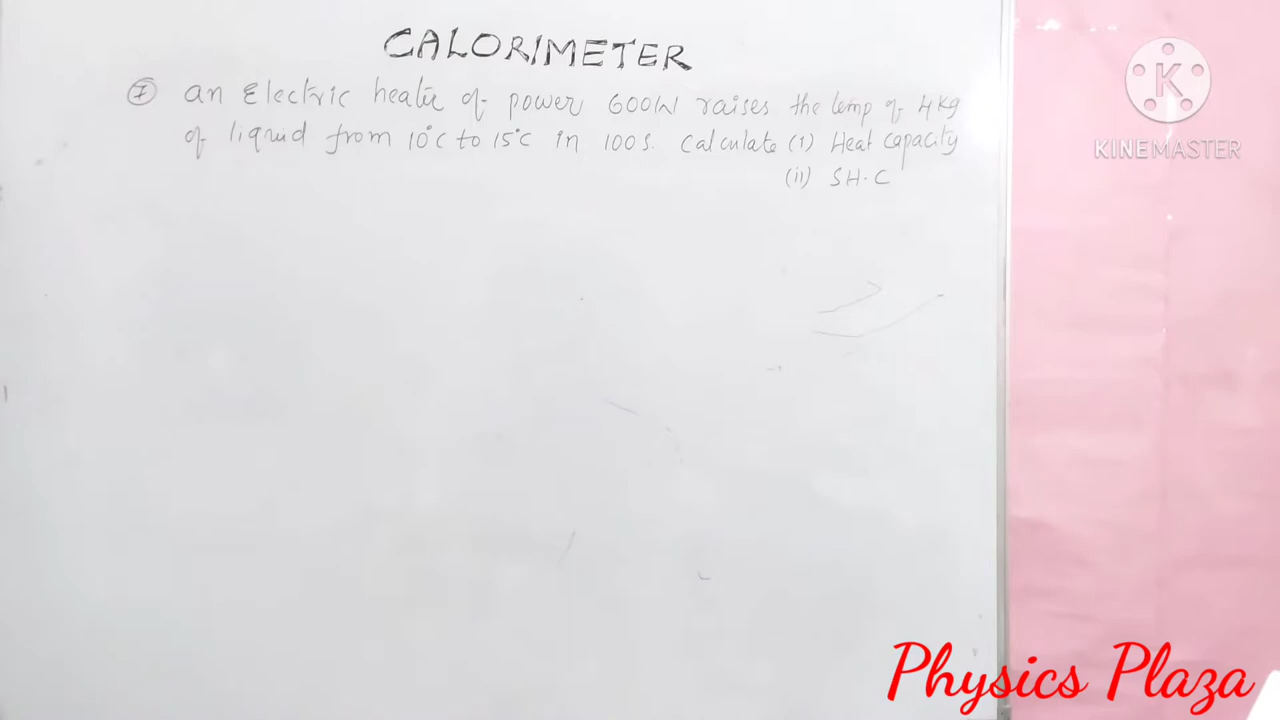 CALORIMETER
⑦ an Electric heater of power 600W raises the temp of 4kg
of liquid from 10°C to 15°C in 100s. Calculate (i) Heat capacity
(ii) S.H.C
K
KINEMASTER
Physics Plaza